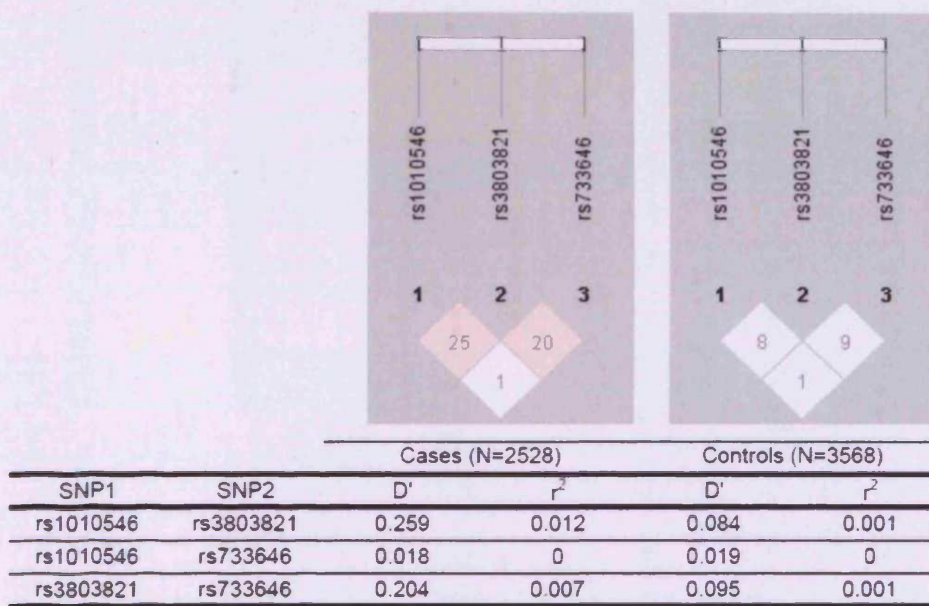 rs1010546 rs3803821 rs733646 rs1010546 rs3803821 rs733646
1 2 3 1 2 3
25 20 8 9
1 1
Cases (N=2528) Controls (N=3568)
SNP1 SNP2 D' r² D' r²
rs1010546 rs3803821 0.259 0.012 0.084 0.001
rs1010546 rs733646 0.018 0 0.019 0
rs3803821 rs733646 0.204 0.007 0.095 0.001